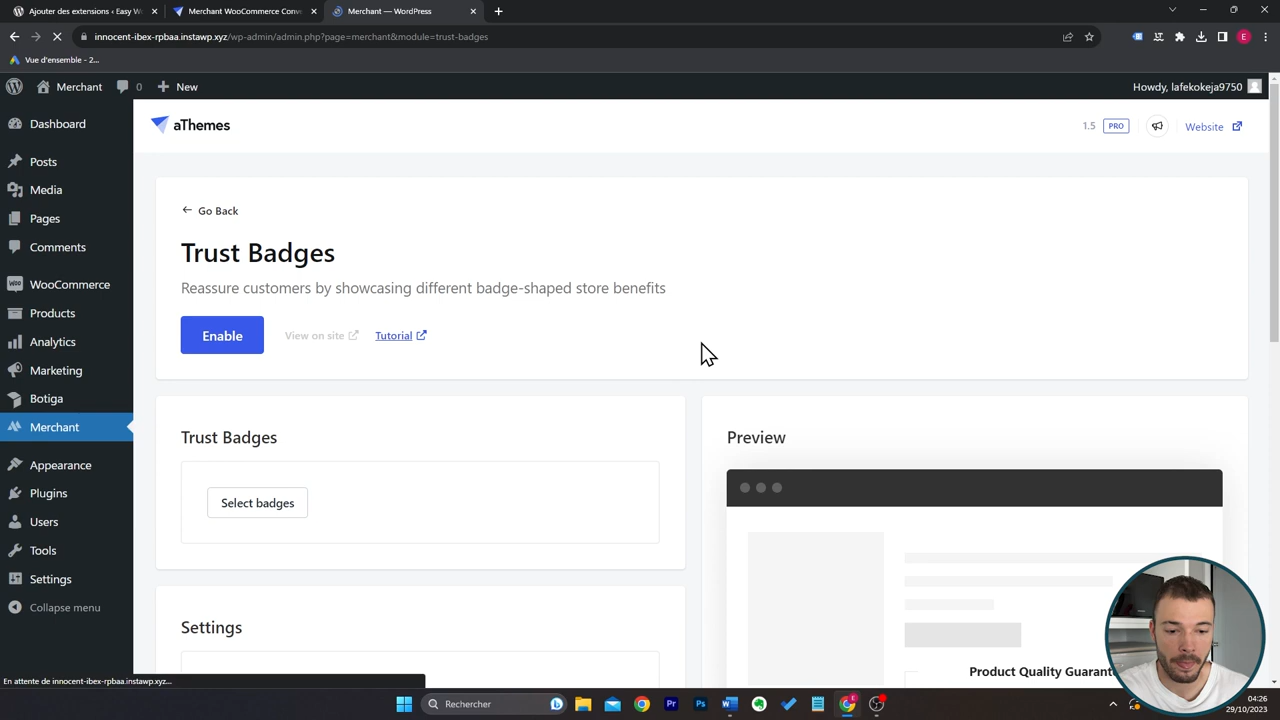 Ajouter des extensions ‹ Easy W
Merchant WooCommerce Conv
Merchant — WordPress
innocent-ibex-rpbaa.instawp.xyz/wp-admin/admin.php?page=merchant&module=trust-badges
Vue d'ensemble - 2...
Merchant
0
New
Howdy, lafekokeja9750
Dashboard
Posts
Media
Pages
Comments
WooCommerce
Products
Analytics
Marketing
Botiga
Merchant
Appearance
Plugins
Users
Tools
Settings
Collapse menu
aThemes
1.5 PRO
Website
Go Back
Trust Badges
Reassure customers by showcasing different badge-shaped store benefits
Enable
View on site
Tutorial
Trust Badges
Select badges
Settings
Preview
Product Quality Guarant
En attente de innocent-ibex-rpbaa.instawp.xyz...
Rechercher
04:26
29/10/2023